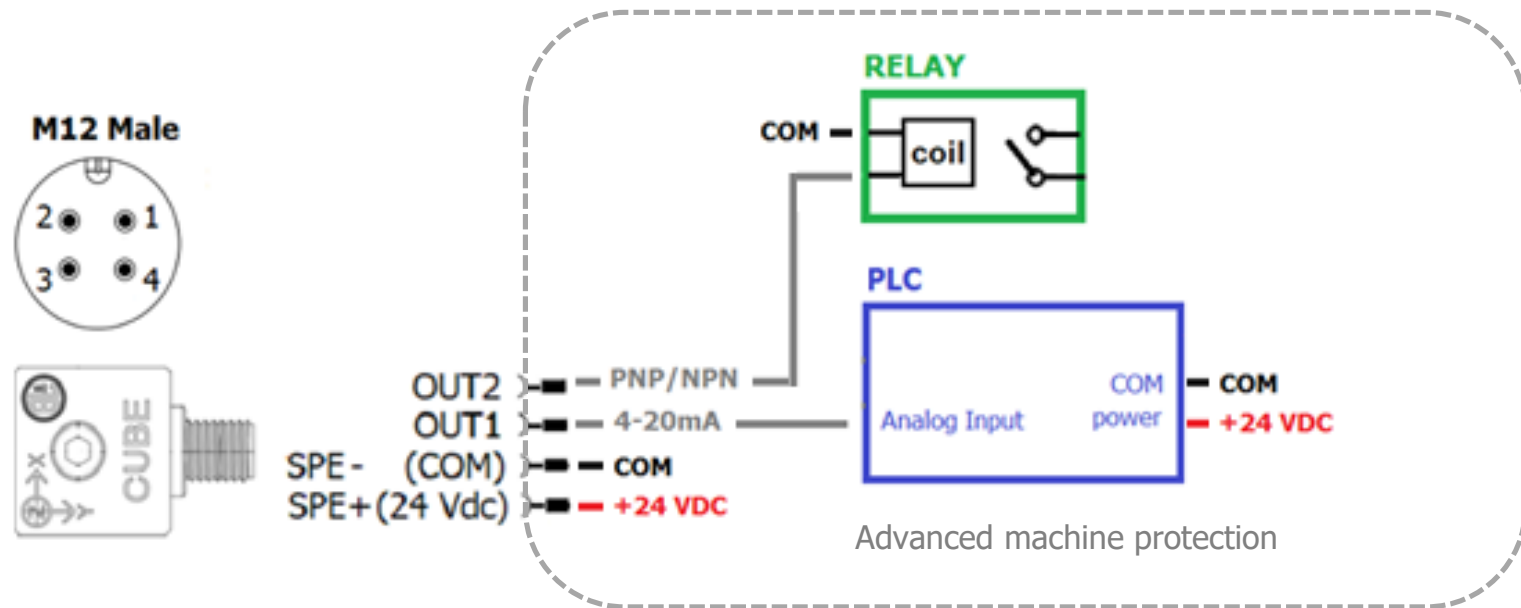 RELAY
M12 Male
COM
coil
2 1
3 4
PLC
OUT2 PNP/NPN
COM COM
OUT1 4-20mA
Analog Input power +24 VDC
CUBE
SPE- (COM) COM
X
SPE+(24 Vdc) +24 VDC
Z Y
Advanced machine protection